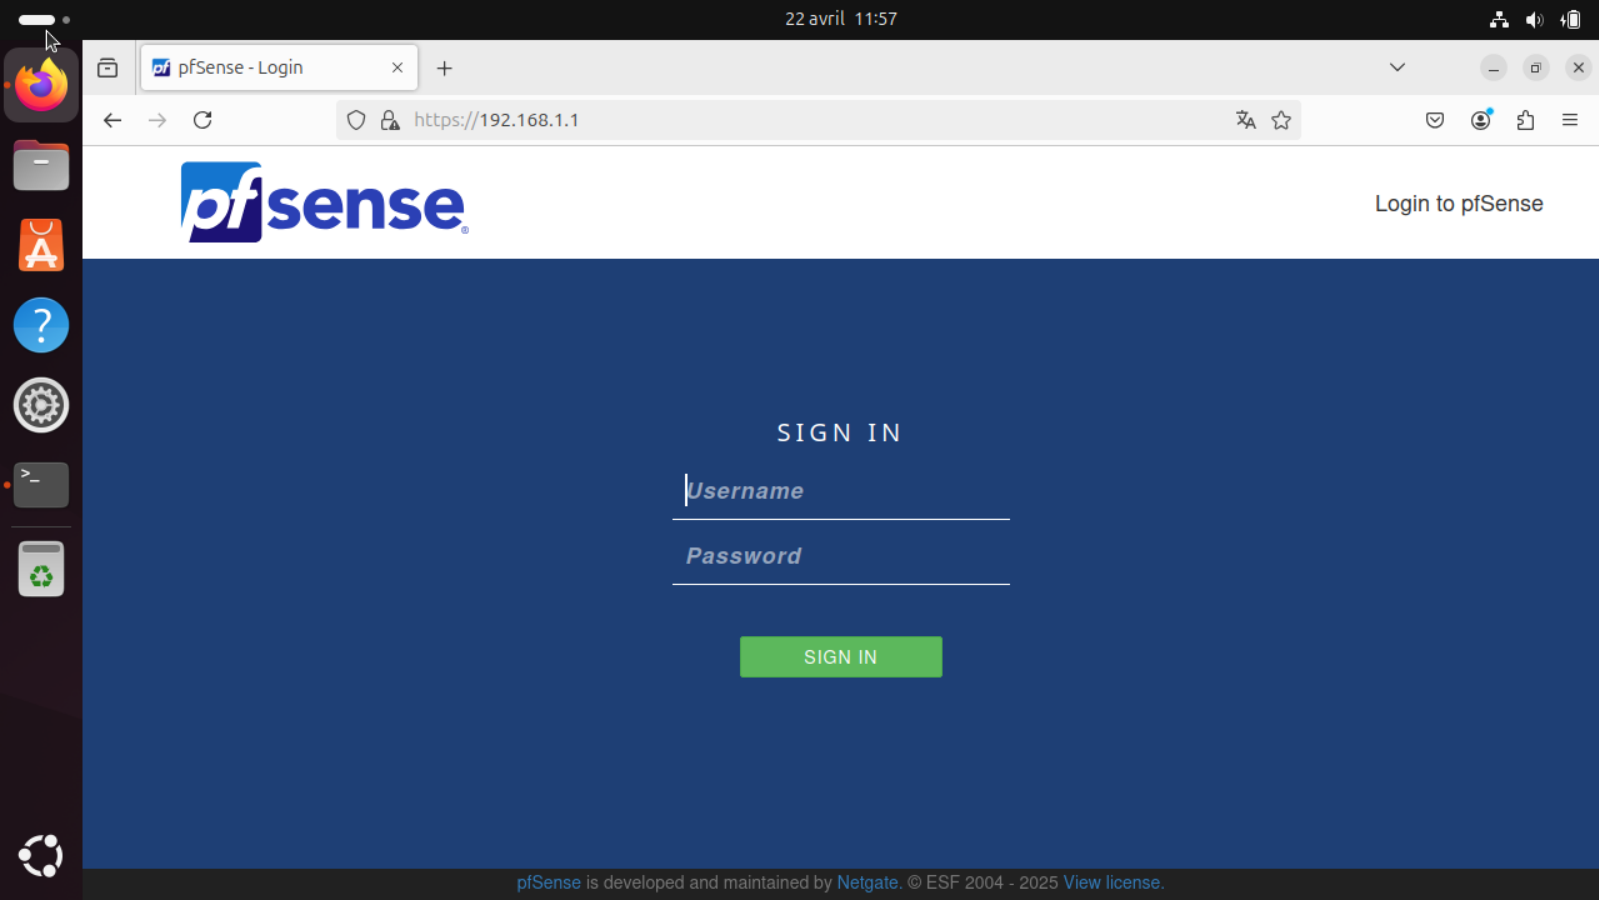 22 avril 11:57
pfSense - Login
https://192.168.1.1
pfsense®
Login to pfSense
SIGN IN
Username
Password
SIGN IN
pfSense is developed and maintained by Netgate. © ESF 2004 - 2025 View license.